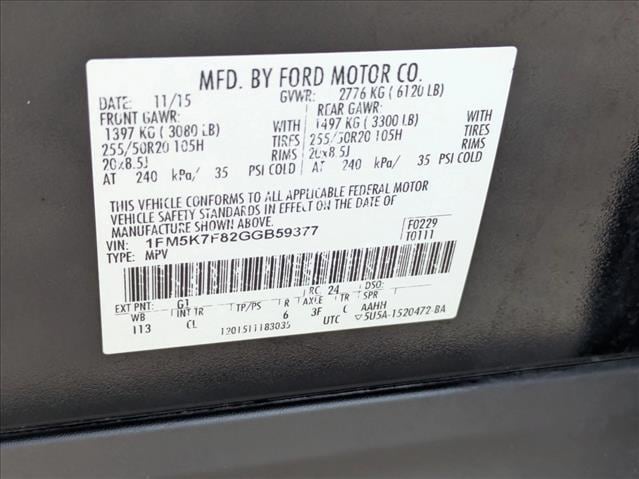 MFD. BY FORD MOTOR CO.
DATE: 11/15 GVWR: 2776 KG ( 6120 LB)
FRONT GAWR: REAR GAWR:
1397 KG ( 3080 LB) WITH 1497 KG ( 3300 LB) WITH
255/50R20 105H TIRES 255/50R20 105H TIRES
20x8.5J RIMS 20x8.5J RIMS
AT 240 kPa/ 35 PSI COLD AT 240 kPa/ 35 PSI COLD
THIS VEHICLE CONFORMS TO ALL APPLICABLE FEDERAL MOTOR
VEHICLE SAFETY STANDARDS IN EFFECT ON THE DATE OF
MANUFACTURE SHOWN ABOVE.
VIN: 1FM5K7F82GGB59377 F0229
TYPE: MPV T0111
EXT PNT: G1 RC: 24 DSO:
WB INT TR TP/PS R AXLE TR SPR
113 CL 6 3F C AAHH
1201511183035 UTC ▽5U5A-1520472-BA